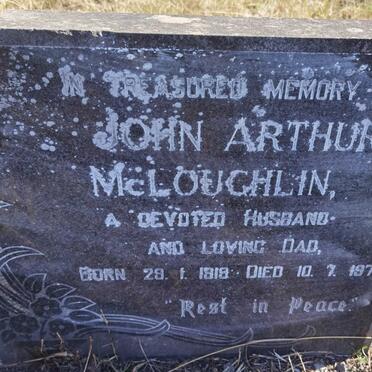 IN TREASURED MEMORY
JOHN ARTHUR
McLOUGHLIN,
A DEVOTED HUSBAND
AND LOVING DAD,
BORN 29. 1. 1918 DIED 10. 7. 197
"Rest in Peace."